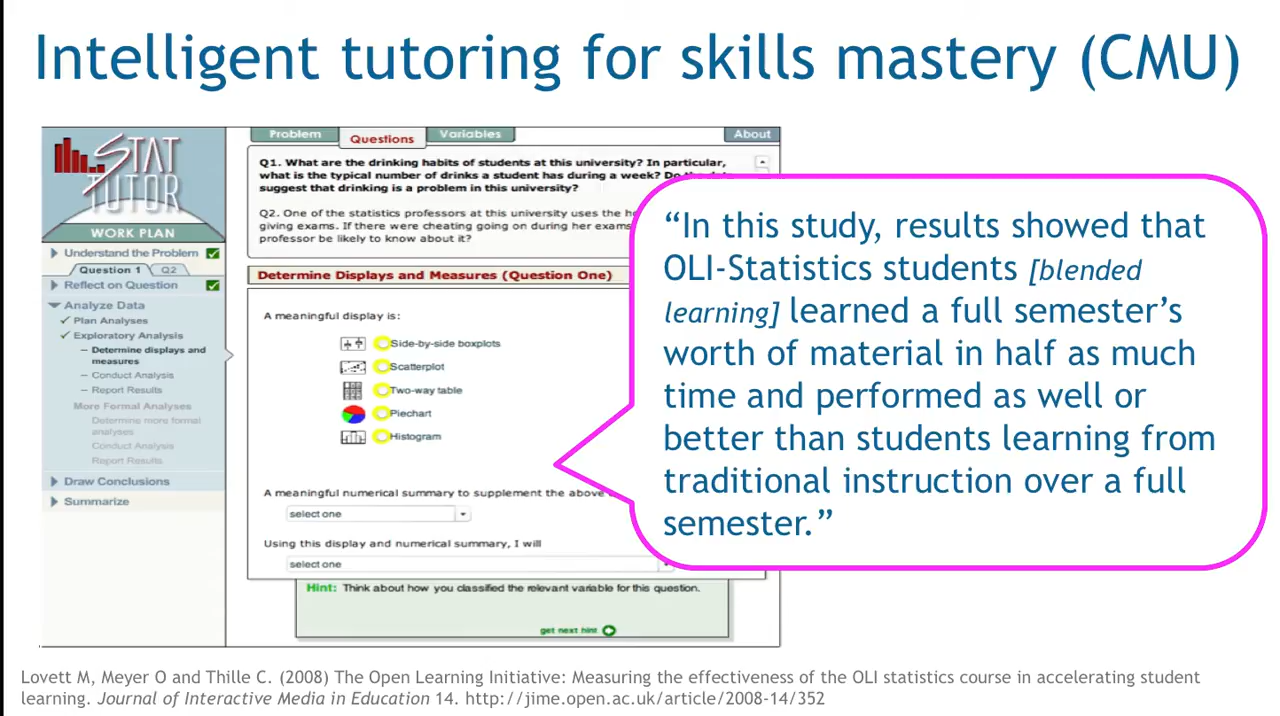 Intelligent tutoring for skills mastery (CMU)
STAT
TUTOR
WORK PLAN
Understand the Problem
Question 1 Q2
Reflect on Question
Analyze Data
Plan Analyses
Exploratory Analysis
– Determine displays and
measures
– Conduct Analysis
– Report Results
More Formal Analyses
Determine more formal
analyses
Conduct Analysis
Report Results
Draw Conclusions
Summarize
Problem Questions Variables About
Q1. What are the drinking habits of students at this university? In particular,
what is the typical number of drinks a student has during a week? Do the
suggest that drinking is a problem in this university?
Q2. One of the statistics professors at this university uses the
giving exams. If there were cheating going on during her exams
professor be likely to know about it?
Determine Displays and Measures (Question One)
A meaningful display is:
Side-by-side boxplots
Scatterplot
Two-way table
Piechart
Histogram
A meaningful numerical summary to supplement the above
select one
Using this display and numerical summary, I will
select one
Hint: Think about how you classified the relevant variable for this question.
get next hint
“In this study, results showed that
OLI-Statistics students [blended
learning] learned a full semester’s
worth of material in half as much
time and performed as well or
better than students learning from
traditional instruction over a full
semester.”
Lovett M, Meyer O and Thille C. (2008) The Open Learning Initiative: Measuring the effectiveness of the OLI statistics course in accelerating student
learning. Journal of Interactive Media in Education 14. http://jime.open.ac.uk/article/2008-14/352